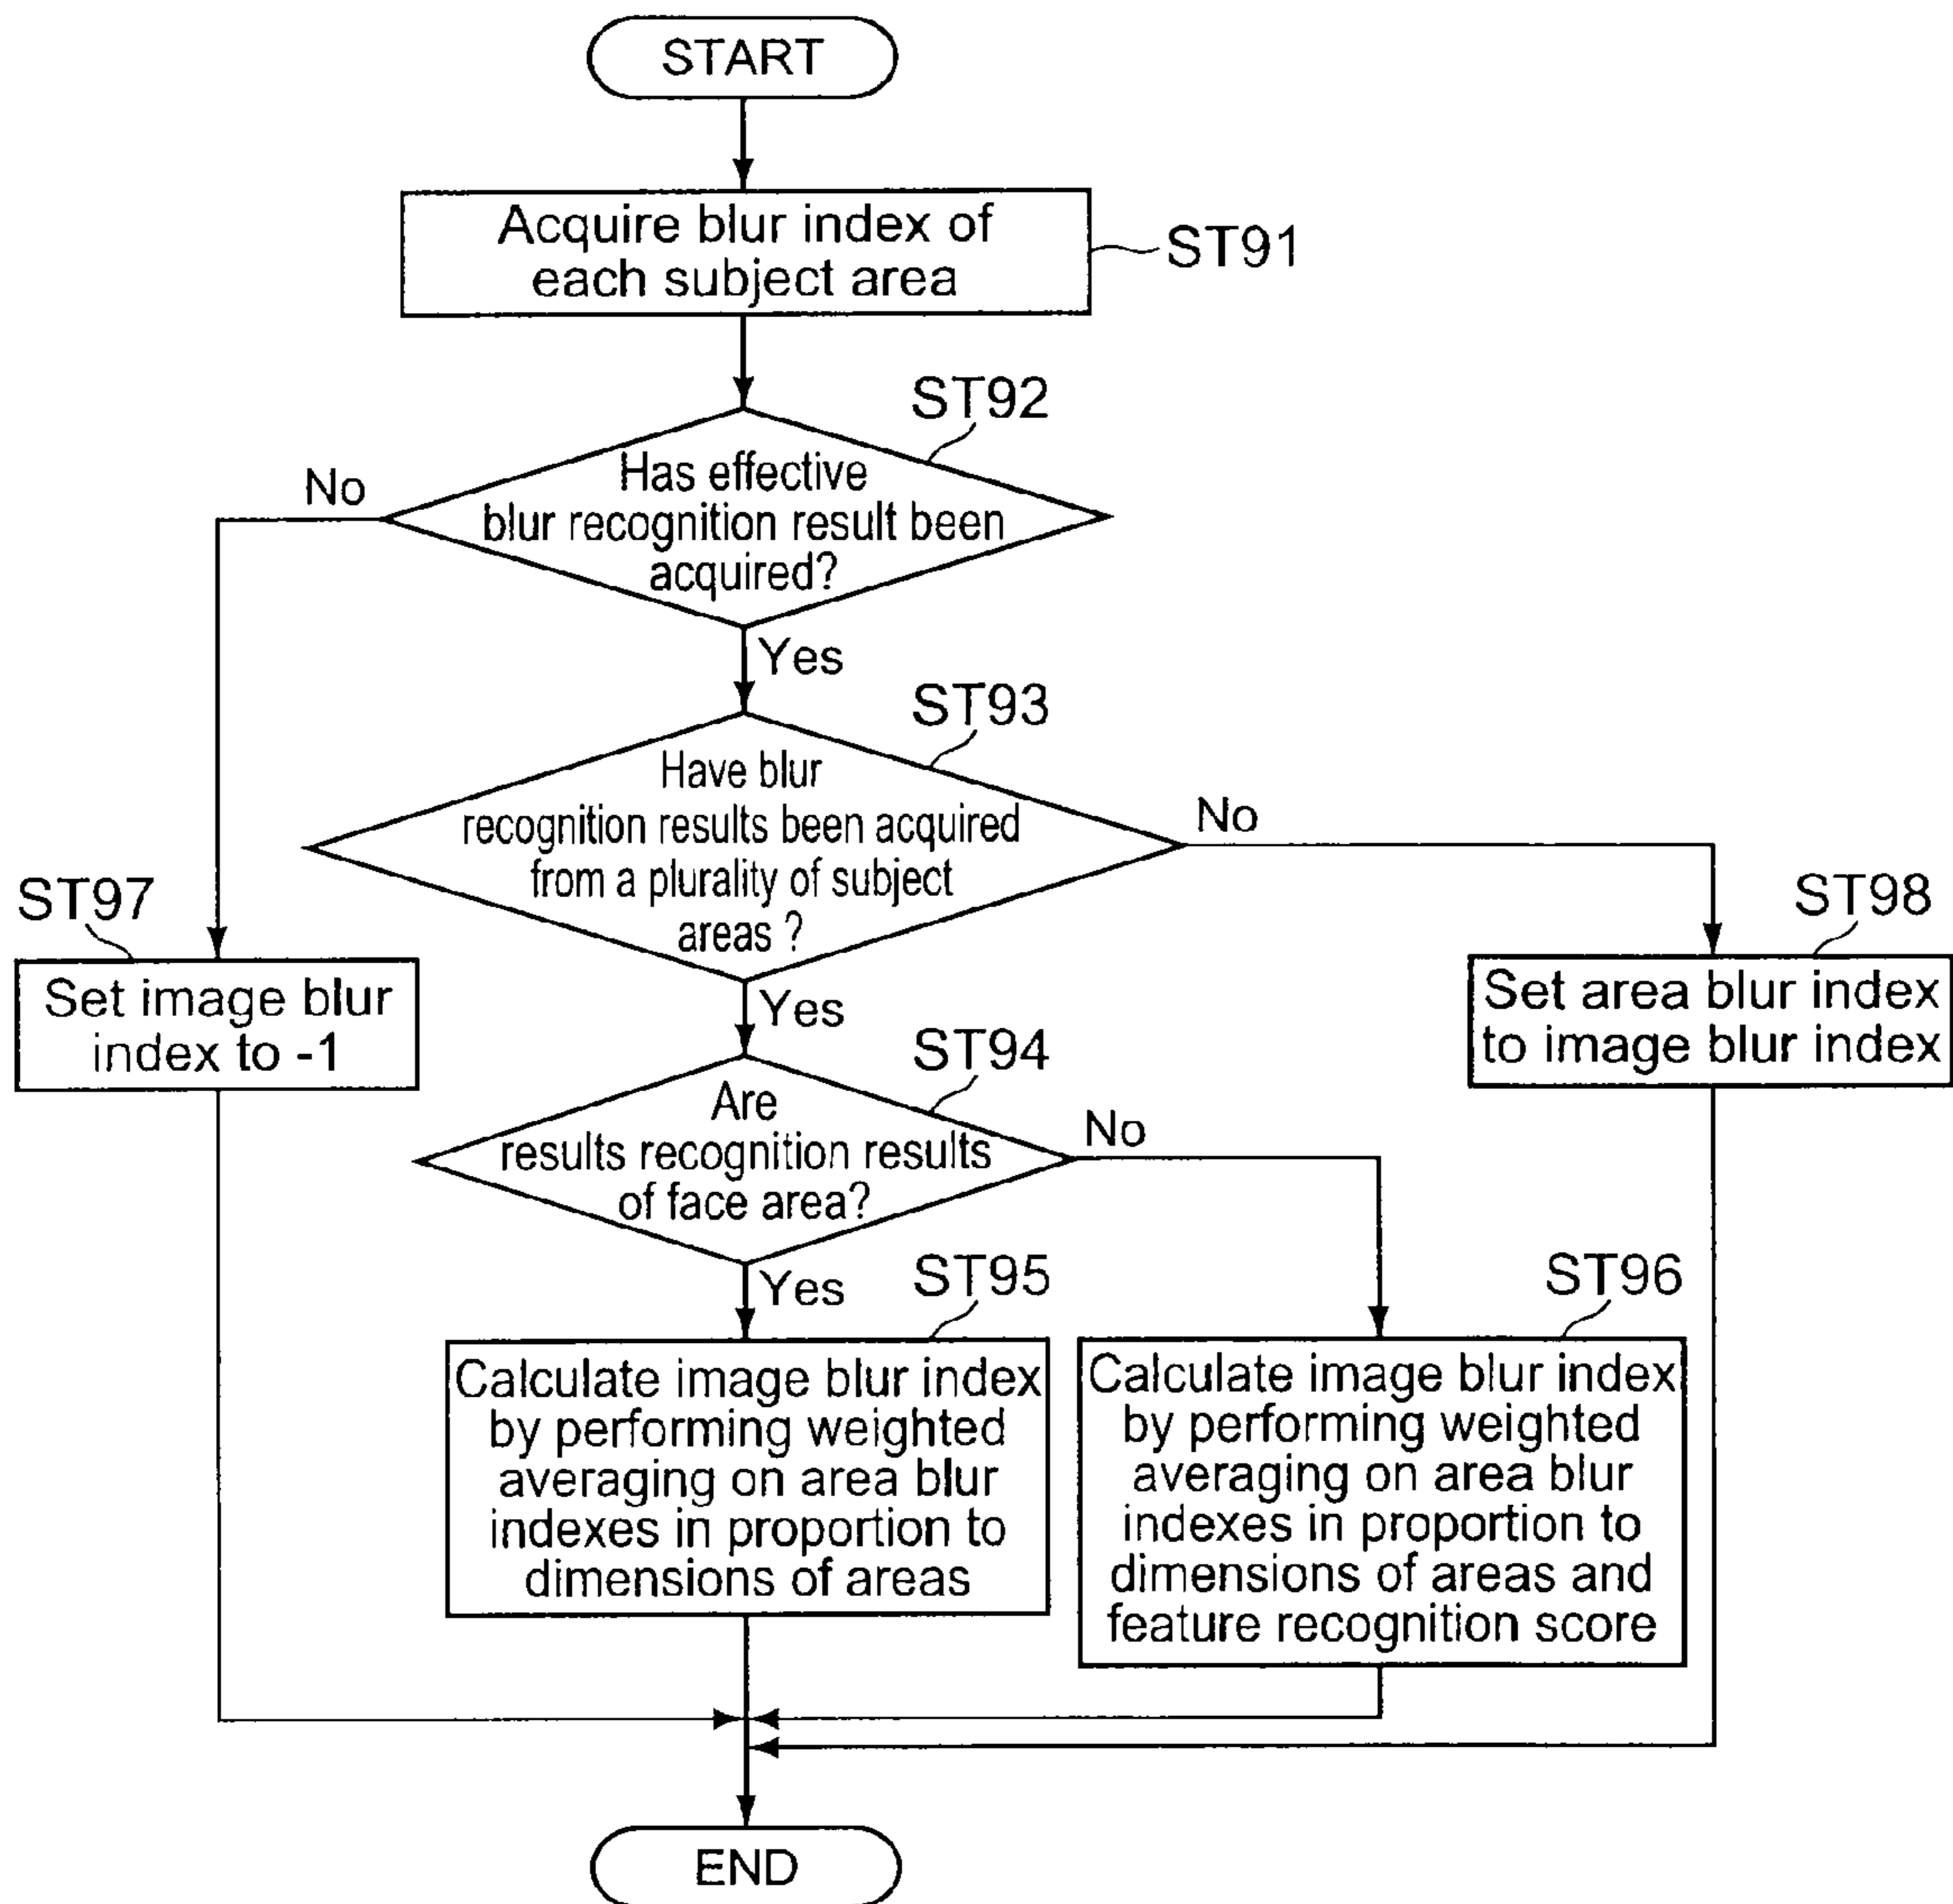 START
Acquire blur index of
each subject area
ST91
ST92
Has effective
blur recognition result been
acquired?
No
Yes
ST93
Have blur
recognition results been acquired
from a plurality of subject
areas ?
No
Yes
ST97
Set image blur
index to -1
ST98
Set area blur index
to image blur index
ST94
Are
results recognition results
of face area?
No
Yes
ST95
Calculate image blur index
by performing weighted
averaging on area blur
indexes in proportion to
dimensions of areas
ST96
Calculate image blur index
by performing weighted
averaging on area blur
indexes in proportion to
dimensions of areas and
feature recognition score
END